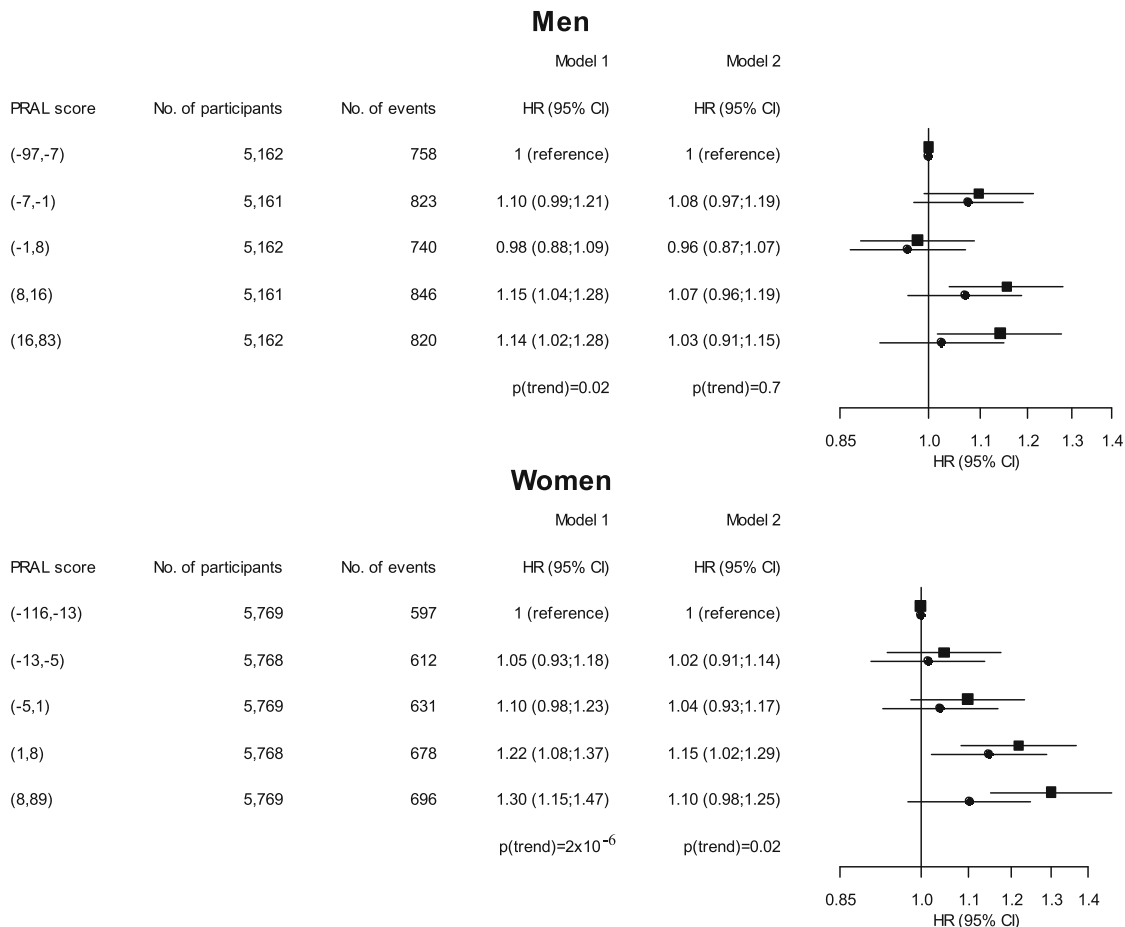 Men
Model 1 Model 2
PRAL score No. of participants No. of events HR (95% CI) HR (95% CI)
(-97,-7) 5,162 758 1 (reference) 1 (reference)
(-7,-1) 5,161 823 1.10 (0.99;1.21) 1.08 (0.97;1.19)
(-1,8) 5,162 740 0.98 (0.88;1.09) 0.96 (0.87;1.07)
(8,16) 5,161 846 1.15 (1.04;1.28) 1.07 (0.96;1.19)
(16,83) 5,162 820 1.14 (1.02;1.28) 1.03 (0.91;1.15)
p(trend)=0.02 p(trend)=0.7
0.85 1.0 1.1 1.2 1.3 1.4
HR (95% CI)
Women
Model 1 Model 2
PRAL score No. of participants No. of events HR (95% CI) HR (95% CI)
(-116,-13) 5,769 597 1 (reference) 1 (reference)
(-13,-5) 5,768 612 1.05 (0.93;1.18) 1.02 (0.91;1.14)
(-5,1) 5,769 631 1.10 (0.98;1.23) 1.04 (0.93;1.17)
(1,8) 5,768 678 1.22 (1.08;1.37) 1.15 (1.02;1.29)
(8,89) 5,769 696 1.30 (1.15;1.47) 1.10 (0.98;1.25)
p(trend)=2x10⁻⁶ p(trend)=0.02
0.85 1.0 1.1 1.2 1.3 1.4
HR (95% CI)